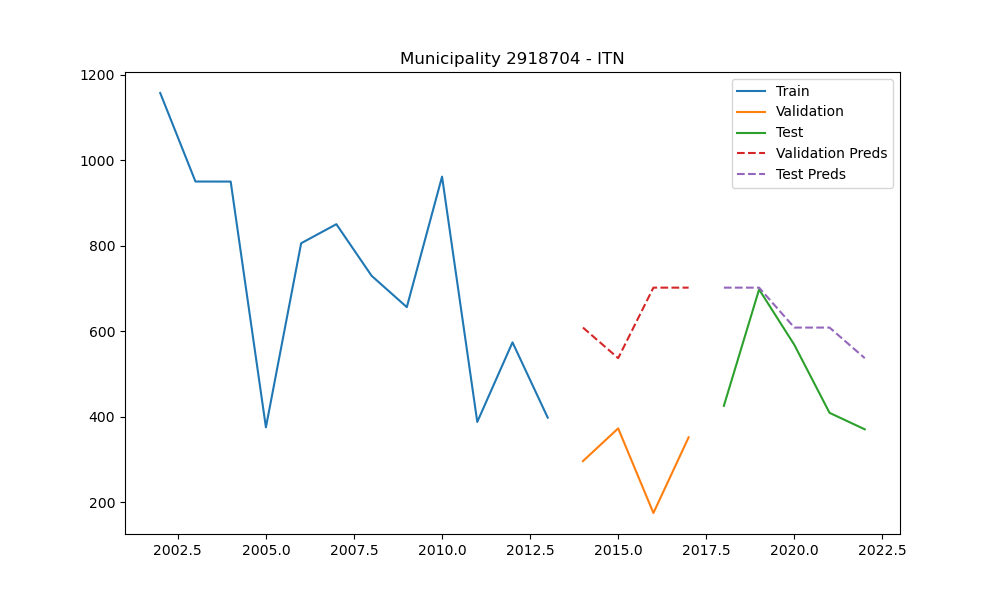 Municipality 2918704 - ITN
1200
1000
800
600
400
200
Train
Validation
Test
Validation Preds
Test Preds
2002.5 2005.0 2007.5 2010.0 2012.5 2015.0 2017.5 2020.0 2022.5